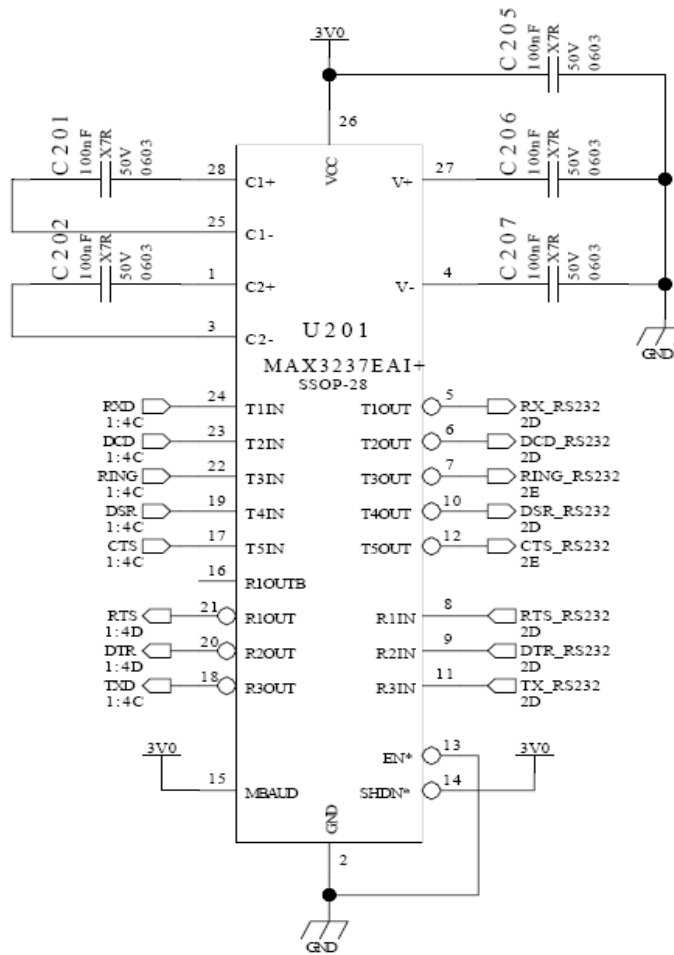 3V0
C205
100nF
X7R
50V
0603
26
VCC
C201
100nF
X7R
50V
0603
28
C1+
V+
27
C206
100nF
X7R
50V
0603
25
C1-
C202
100nF
X7R
50V
0603
1
C2+
V-
4
C207
100nF
X7R
50V
0603
3
C2-
GND
U201
MAX3237EAI+
SSOP-28
RXD 24 T1IN T1OUT 5 RX_RS232
1:4C 2D
DCD 23 T2IN T2OUT 6 DCD_RS232
1:4C 2D
RING 22 T3IN T3OUT 7 RING_RS232
1:4C 2E
DSR 19 T4IN T4OUT 10 DSR_RS232
1:4C 2D
CTS 17 T5IN T5OUT 12 CTS_RS232
1:4C 2E
16 R1OUTB
RTS 21 R1OUT R1IN 8 RTS_RS232
1:4D 2D
DTR 20 R2OUT R2IN 9 DTR_RS232
1:4D 2D
TXD 18 R3OUT R3IN 11 TX_RS232
1:4C 2D
EN* 13
3V0 3V0
15 MBAUD SHDN* 14
GND
2
GND